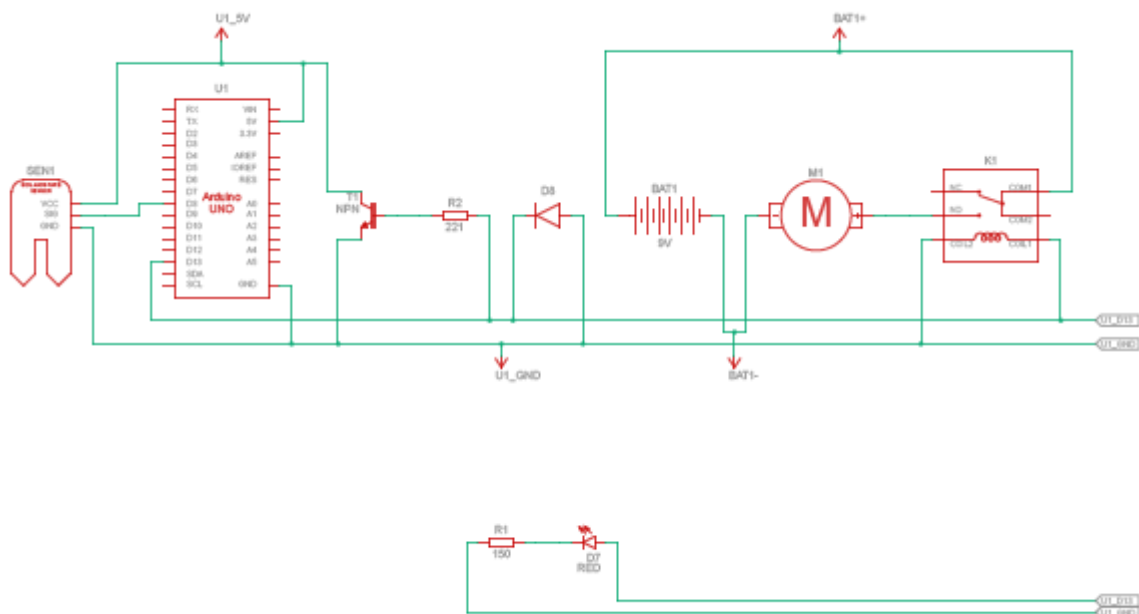 U1_5V
BAT1+
U1
RX
VIN
TX
5V
D2
3.3V
D3
D4
AREF
D5
IOREF
D6
RES
D7
Arduino
UNO
D8
A0
D9
A1
D10
A2
D11
A3
D12
A4
D13
A5
SDA
SCL
GND
SEN1
SENSOR
VCC
SIG
GND
T1
NPN
R2
221
D8
BAT1
9V
M1
M
-
+
K1
NC
COM1
NO
COM2
COIL2
COIL1
U1_D13
U1_GND
U1_GND
BAT1-
R1
150
D7
RED
U1_D13
U1_GND